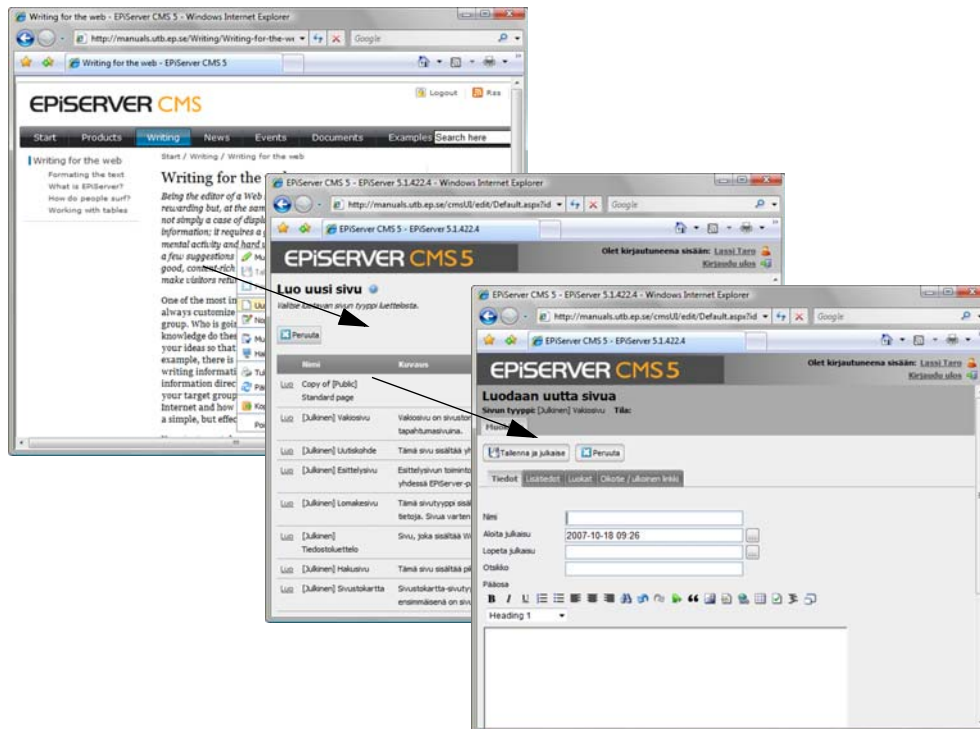 Writing for the web - EPiServer CMS 5 - Windows Internet Explorer
http://manuals.utb.ep.se/Writing/Writing-for-the-we
Google
Writing for the web - EPiServer CMS 5
Logout Rss
EPiSERVER CMS
Start Products Writing News Events Documents Examples Search here
Writing for the web
Formating the text
What is EPiServer?
How do people surf?
Working with tables
Start / Writing / Writing for the web
Writing for the
Being the editor of a Web
rewarding but, at the sam
not simply a case of displa
information; it requires a g
mental activity and hard
a few suggestions
good, content-rich
make visitors retu
One of the most in
always customize
group. Who is goi
knowledge do thes
your ideas so that
example, there is
writing informati
information direc
your target group
Internet and how
a simple, but effec
EPiServer CMS 5 - EPiServer 5.1.422.4 - Windows Internet Explorer
http://manuals.utb.ep.se/cmsUI/edit/Default.aspx?id
Google
EPiServer CMS 5 - EPiServer 5.1.422.4
EPiSERVER CMS 5
Olet kirjautuneena sisään: Lassi Taro
Kirjaudu ulos
Luo uusi sivu
Valitse luotavan sivun tyyppi luettelosta.
Peruuta
Nimi Kuvaus
Luo Copy of [Public]
Standard page
Luo [Julkinen] Vakiosivu Vakiosivu on sivuston
tapahtumasivuina.
Luo [Julkinen] Uutiskohde Tämä sivu sisältää yh
Luo [Julkinen] Esittelysivu Esittelysivun toiminto
yhdessä EPiServer-p
Luo [Julkinen] Lomakesivu Tämä sivutyyppi sisäl
tietoja. Sivua varten
Luo [Julkinen] Sivu, joka sisältää Wi
Tiedostoluettelo
Luo [Julkinen] Hakusivu Tämä sivu sisältää pik
Luo [Julkinen] Sivustokartta Sivustokartta-sivutyy
ensimmäisenä on sivu
EPiServer CMS 5 - EPiServer 5.1.422.4 - Windows Internet Explorer
http://manuals.utb.ep.se/cmsUI/edit/Default.aspx?id
Google
EPiServer CMS 5 - EPiServer 5.1.422.4
EPiSERVER CMS 5
Olet kirjautuneena sisään: Lassi Taro
Kirjaudu ulos
Luodaan uutta sivua
Sivun tyyppi: [Julkinen] Vakiosivu Tila:
Tallenna ja julkaise Peruuta
Tiedot Lisätiedot Luokat Oikotie / ulkoinen linkki
Nimi
Aloita julkaisu 2007-10-18 09:26
Lopeta julkaisu
Otsikko
Pääosa
B I U
Heading 1